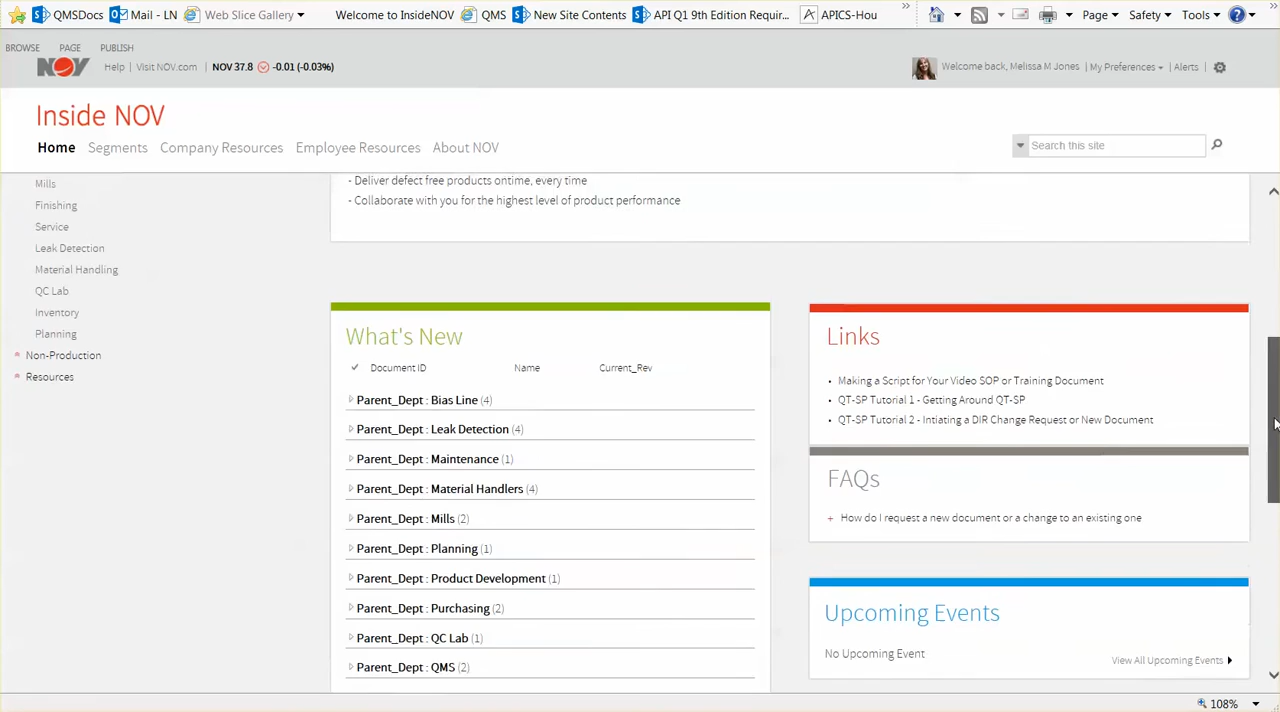 QMSDocs Mail - LN Web Slice Gallery Welcome to InsideNOV QMS New Site Contents API Q1 9th Edition Requir... APICS-Hou » Page Safety Tools »
BROWSE PAGE PUBLISH
NOV Help | Visit NOV.com | NOV 37.8 -0.01 (-0.03%) Welcome back, Melissa M Jones | My Preferences | Alerts
Inside NOV
Home Segments Company Resources Employee Resources About NOV Search this site
Mills
Finishing
Service
Leak Detection
Material Handling
QC Lab
Inventory
Planning
Non-Production
Resources
- Deliver defect free products ontime, every time
- Collaborate with you for the highest level of product performance
What's New
Document ID Name Current_Rev
Parent_Dept : Bias Line (4)
Parent_Dept : Leak Detection (4)
Parent_Dept : Maintenance (1)
Parent_Dept : Material Handlers (4)
Parent_Dept : Mills (2)
Parent_Dept : Planning (1)
Parent_Dept : Product Development (1)
Parent_Dept : Purchasing (2)
Parent_Dept : QC Lab (1)
Parent_Dept : QMS (2)
Links
• Making a Script for Your Video SOP or Training Document
• QT-SP Tutorial 1 - Getting Around QT-SP
• QT-SP Tutorial 2 - Intiating a DIR Change Request or New Document
FAQs
+ How do I request a new document or a change to an existing one
Upcoming Events
No Upcoming Event
View All Upcoming Events
108%